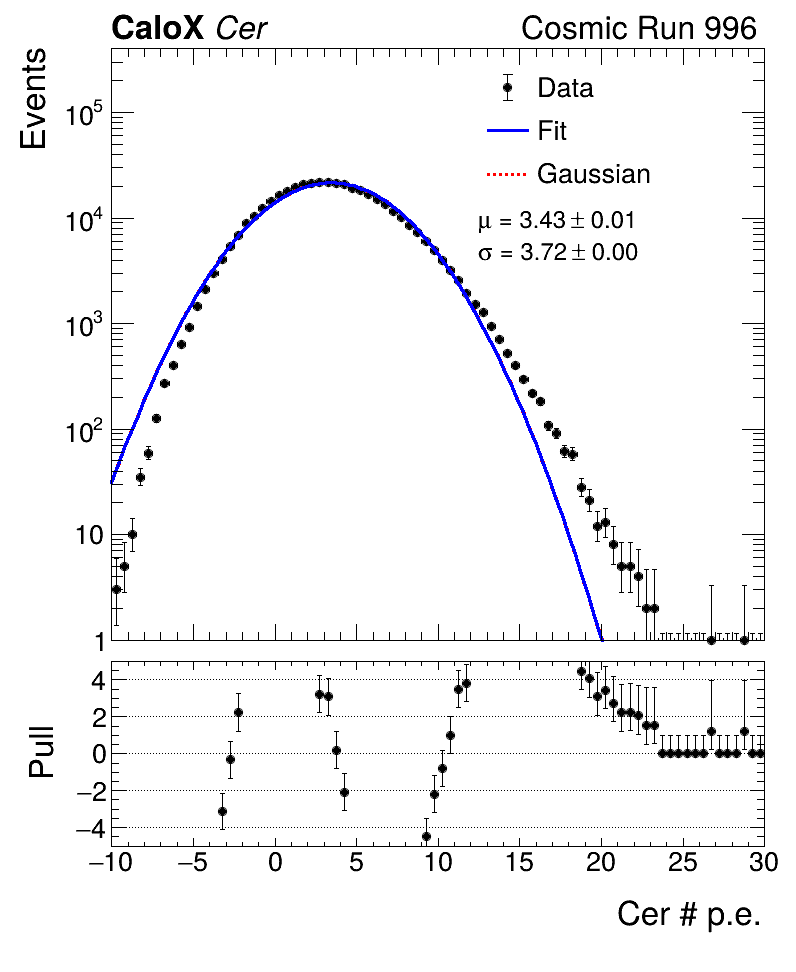 CaloX Cer Cosmic Run 996
Events
Data
Fit
Gaussian
μ = 3.43 ± 0.01
σ = 3.72 ± 0.00
10⁵
10⁴
10³
10²
10
1
Pull
4
2
0
−2
−4
−10 −5 0 5 10 15 20 25 30
Cer # p.e.